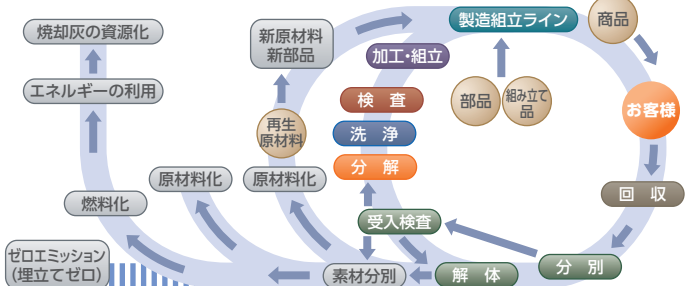 焼却灰の資源化
エネルギーの利用
燃料化
ゼロエミッション
(埋立てゼロ)
原材料化
原材料化
再生
原材料
新原材料
新部品
加工・組立
検 査
洗 浄
分 解
受入検査
素材分別
解 体
分 別
回 収
お客様
商品
製造組立ライン
部品
組み立て
品